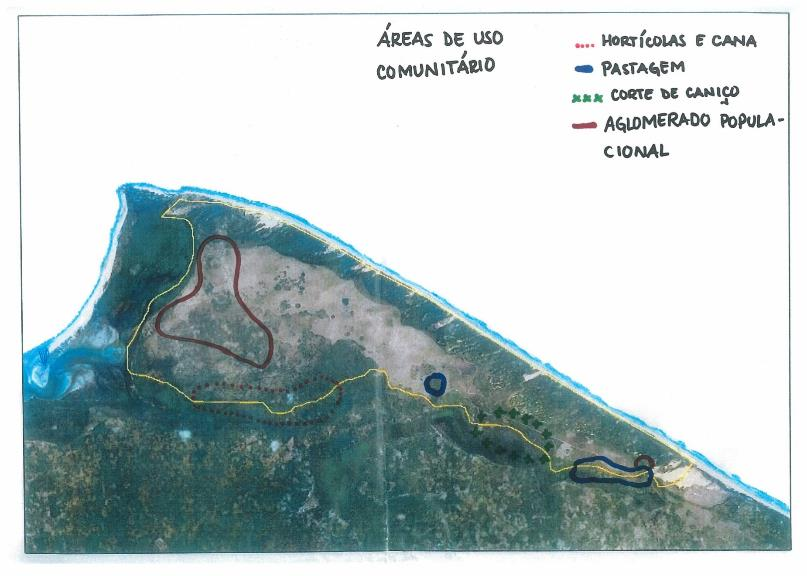 ÁREAS DE USO
COMUNITÁRIO
HORTÍCOLAS E CANA
PASTAGEM
CORTE DE CANIÇO
AGLOMERADO POPULA-
CIONAL